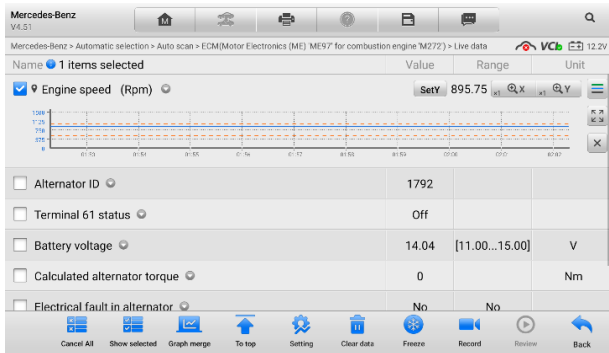 Mercedes-Benz
V4.51
Mercedes-Benz > Automatic selection > Auto scan > ECM(Motor Electronics (ME) 'ME97' for combustion engine 'M272') > Live data
VCI
12.2V
Name 1 items selected Value Range Unit
Engine speed (Rpm) SetY 895.75 x1 X x1 Y
Alternator ID 1792
Terminal 61 status Off
Battery voltage 14.04 [11.00...15.00] V
Calculated alternator torque 0 Nm
Electrical fault in alternator No No
Cancel All Show selected Graph merge To top Setting Clear data Freeze Record Review Back